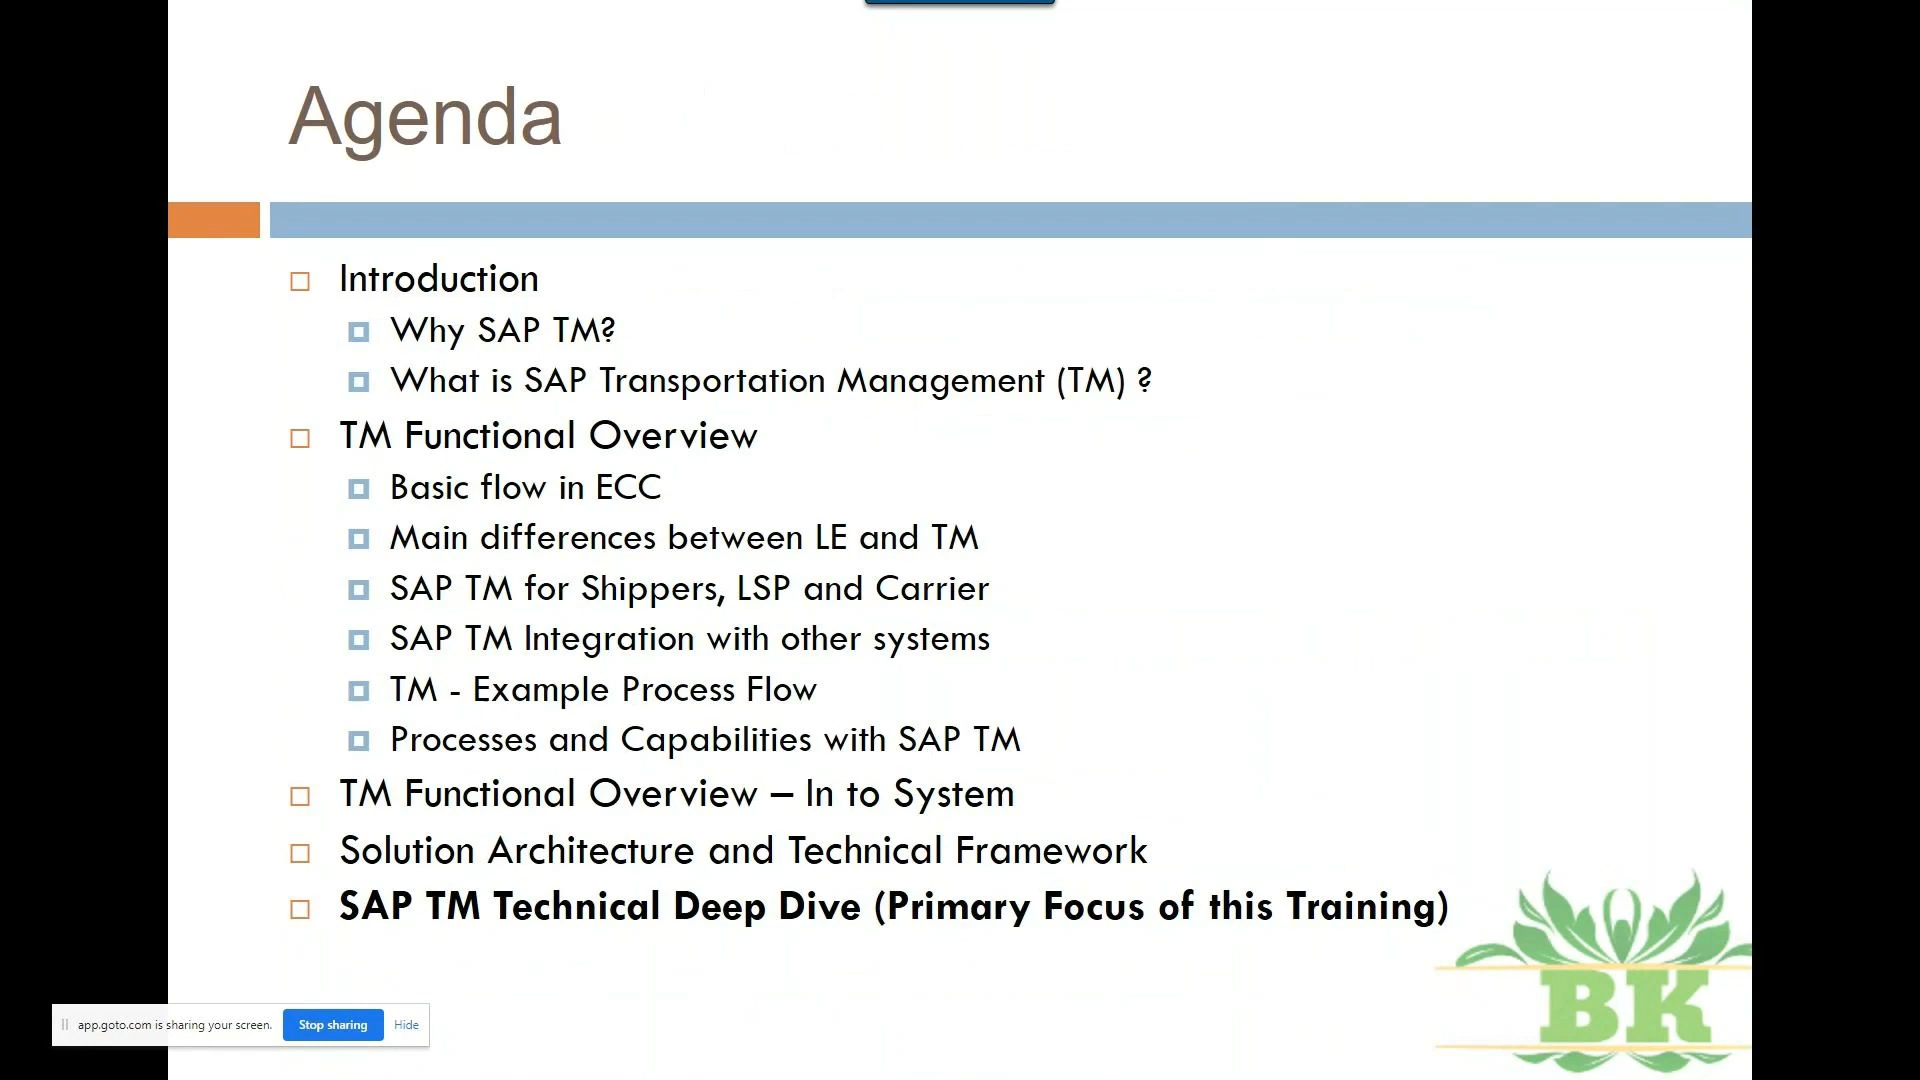 Agenda
Introduction
Why SAP TM?
What is SAP Transportation Management (TM) ?
TM Functional Overview
Basic flow in ECC
Main differences between LE and TM
SAP TM for Shippers, LSP and Carrier
SAP TM Integration with other systems
TM - Example Process Flow
Processes and Capabilities with SAP TM
TM Functional Overview – In to System
Solution Architecture and Technical Framework
SAP TM Technical Deep Dive (Primary Focus of this Training)
BK
app.goto.com is sharing your screen. Stop sharing Hide